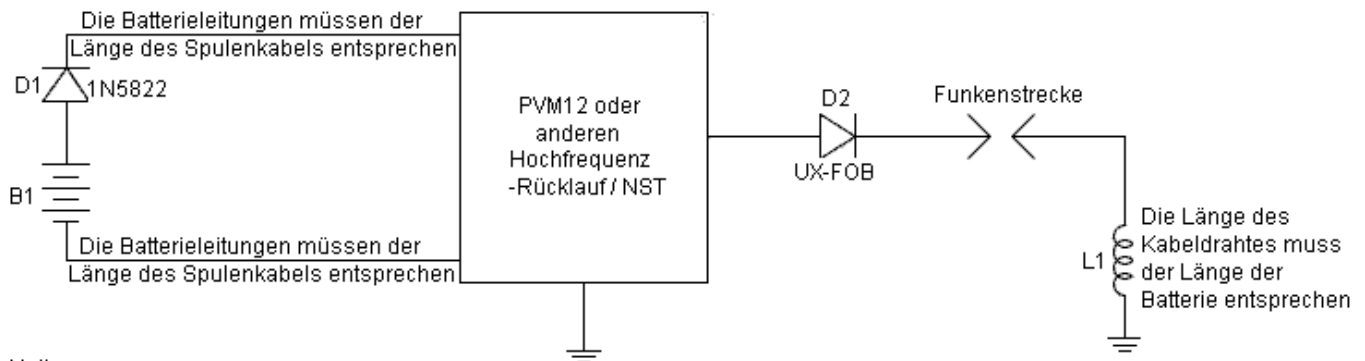 Die Batterieleitungen müssen der
Länge des Spulenkabels entsprechen
D1
1N5822
B1
Die Batterieleitungen müssen der
Länge des Spulenkabels entsprechen
PVM12 oder
anderen
Hochfrequenz
-Rücklauf / NST
D2
UX-FOB
Funkenstrecke
L1
Die Länge des
Kabeldrahtes muss
der Länge der
Batterie entsprechen